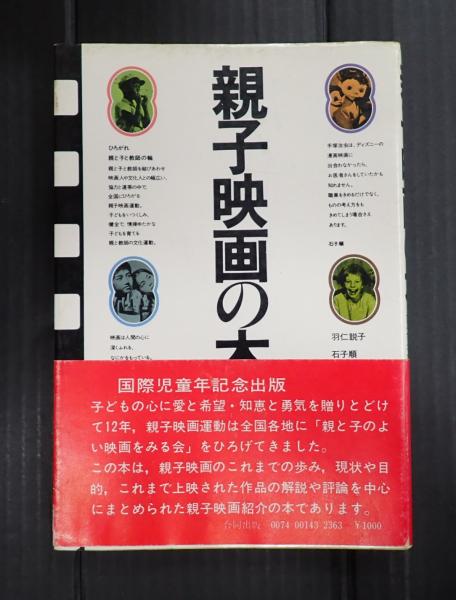 親子映画の本
ひろがれ
親と子と教師の輪
親と子と教師を結びあわせ
映画人や文化人との幅広い、
協力と連帯の中で、
全国にひろがる
親子映画運動。
子どもをいつくしみ、
健全で、情操ゆたかな
子どもを育てる
親と教師の文化運動。
手塚治虫は、ディズニーの
漫画映画に
出合わなかったら、
お医者さんをしていたかも
知れません。
職業をきめるだけでなく、
ものの考え方をも
きめてしまう場合さえ
あります。
石子順
映画は人間の心に
深くふれる、
なにかをもっている。
羽仁説子
石子順
国際児童年記念出版
子どもの心に愛と希望・知恵と勇気を贈りとどけ
て12年，親子映画運動は全国各地に「親と子のよ
い映画をみる会」をひろげてきました。
この本は，親子映画のこれまでの歩み，現状や目
的，これまで上映された作品の解説や評論を中心
にまとめられた親子映画紹介の本であります。
合同出版 0074 00143 2363 ¥1000